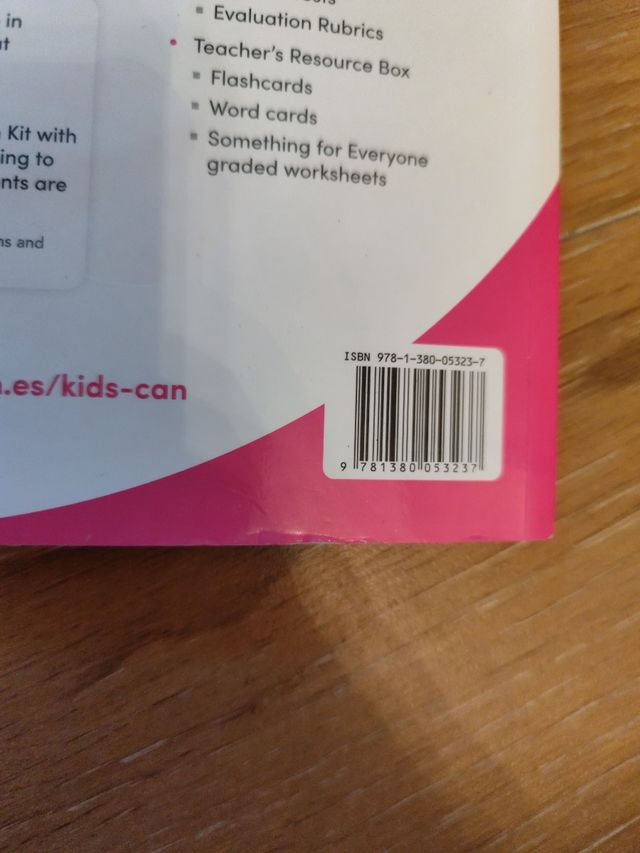 in
Kit with
ing to
nts are
and
.es/kids-can
Evaluation Rubrics
Teacher's Resource Box
Flashcards
Word cards
Something for Everyone
graded worksheets
ISBN 978-1-380-05323-7
9 781380 053237